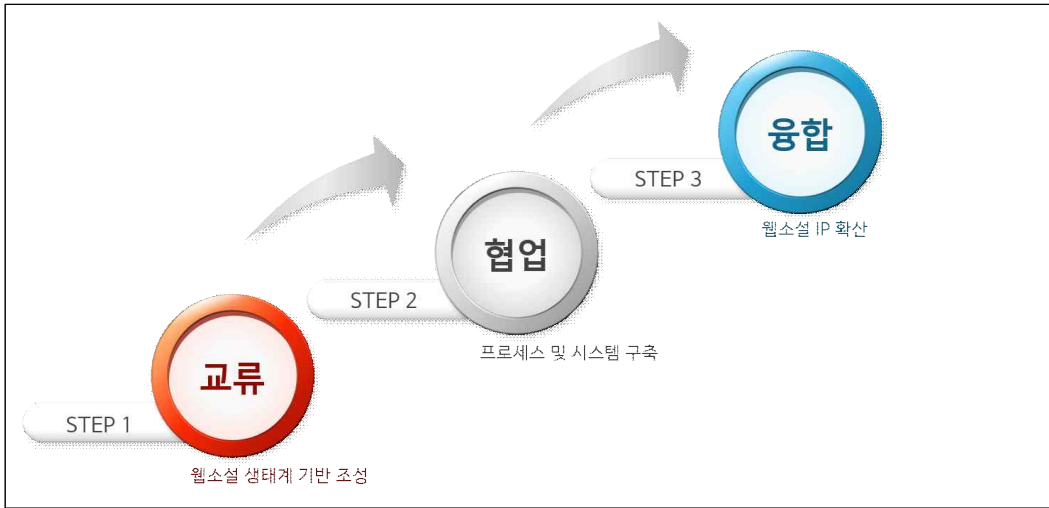 STEP 1
교류
웹소설 생태계 기반 조성
STEP 2
협업
프로세스 및 시스템 구축
STEP 3
융합
웹소설 IP 확산